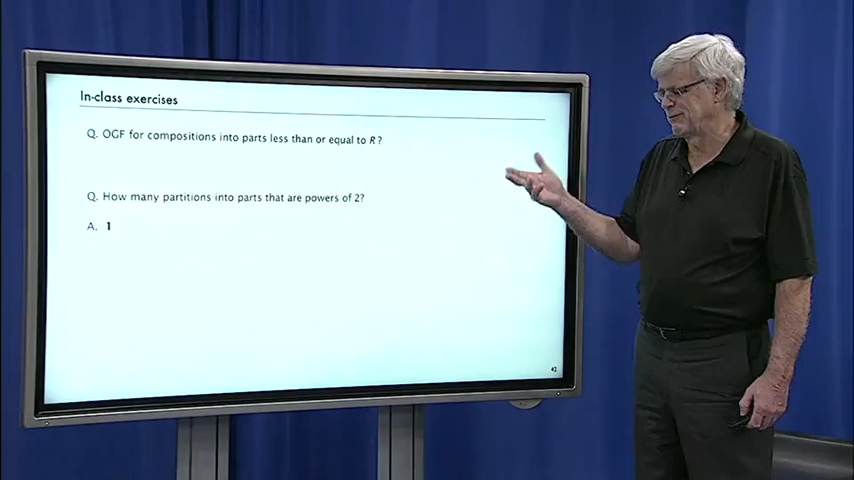 In-class exercises
Q. OGF for compositions into parts less than or equal to R?
Q. How many partitions into parts that are powers of 2?
A. 1
42